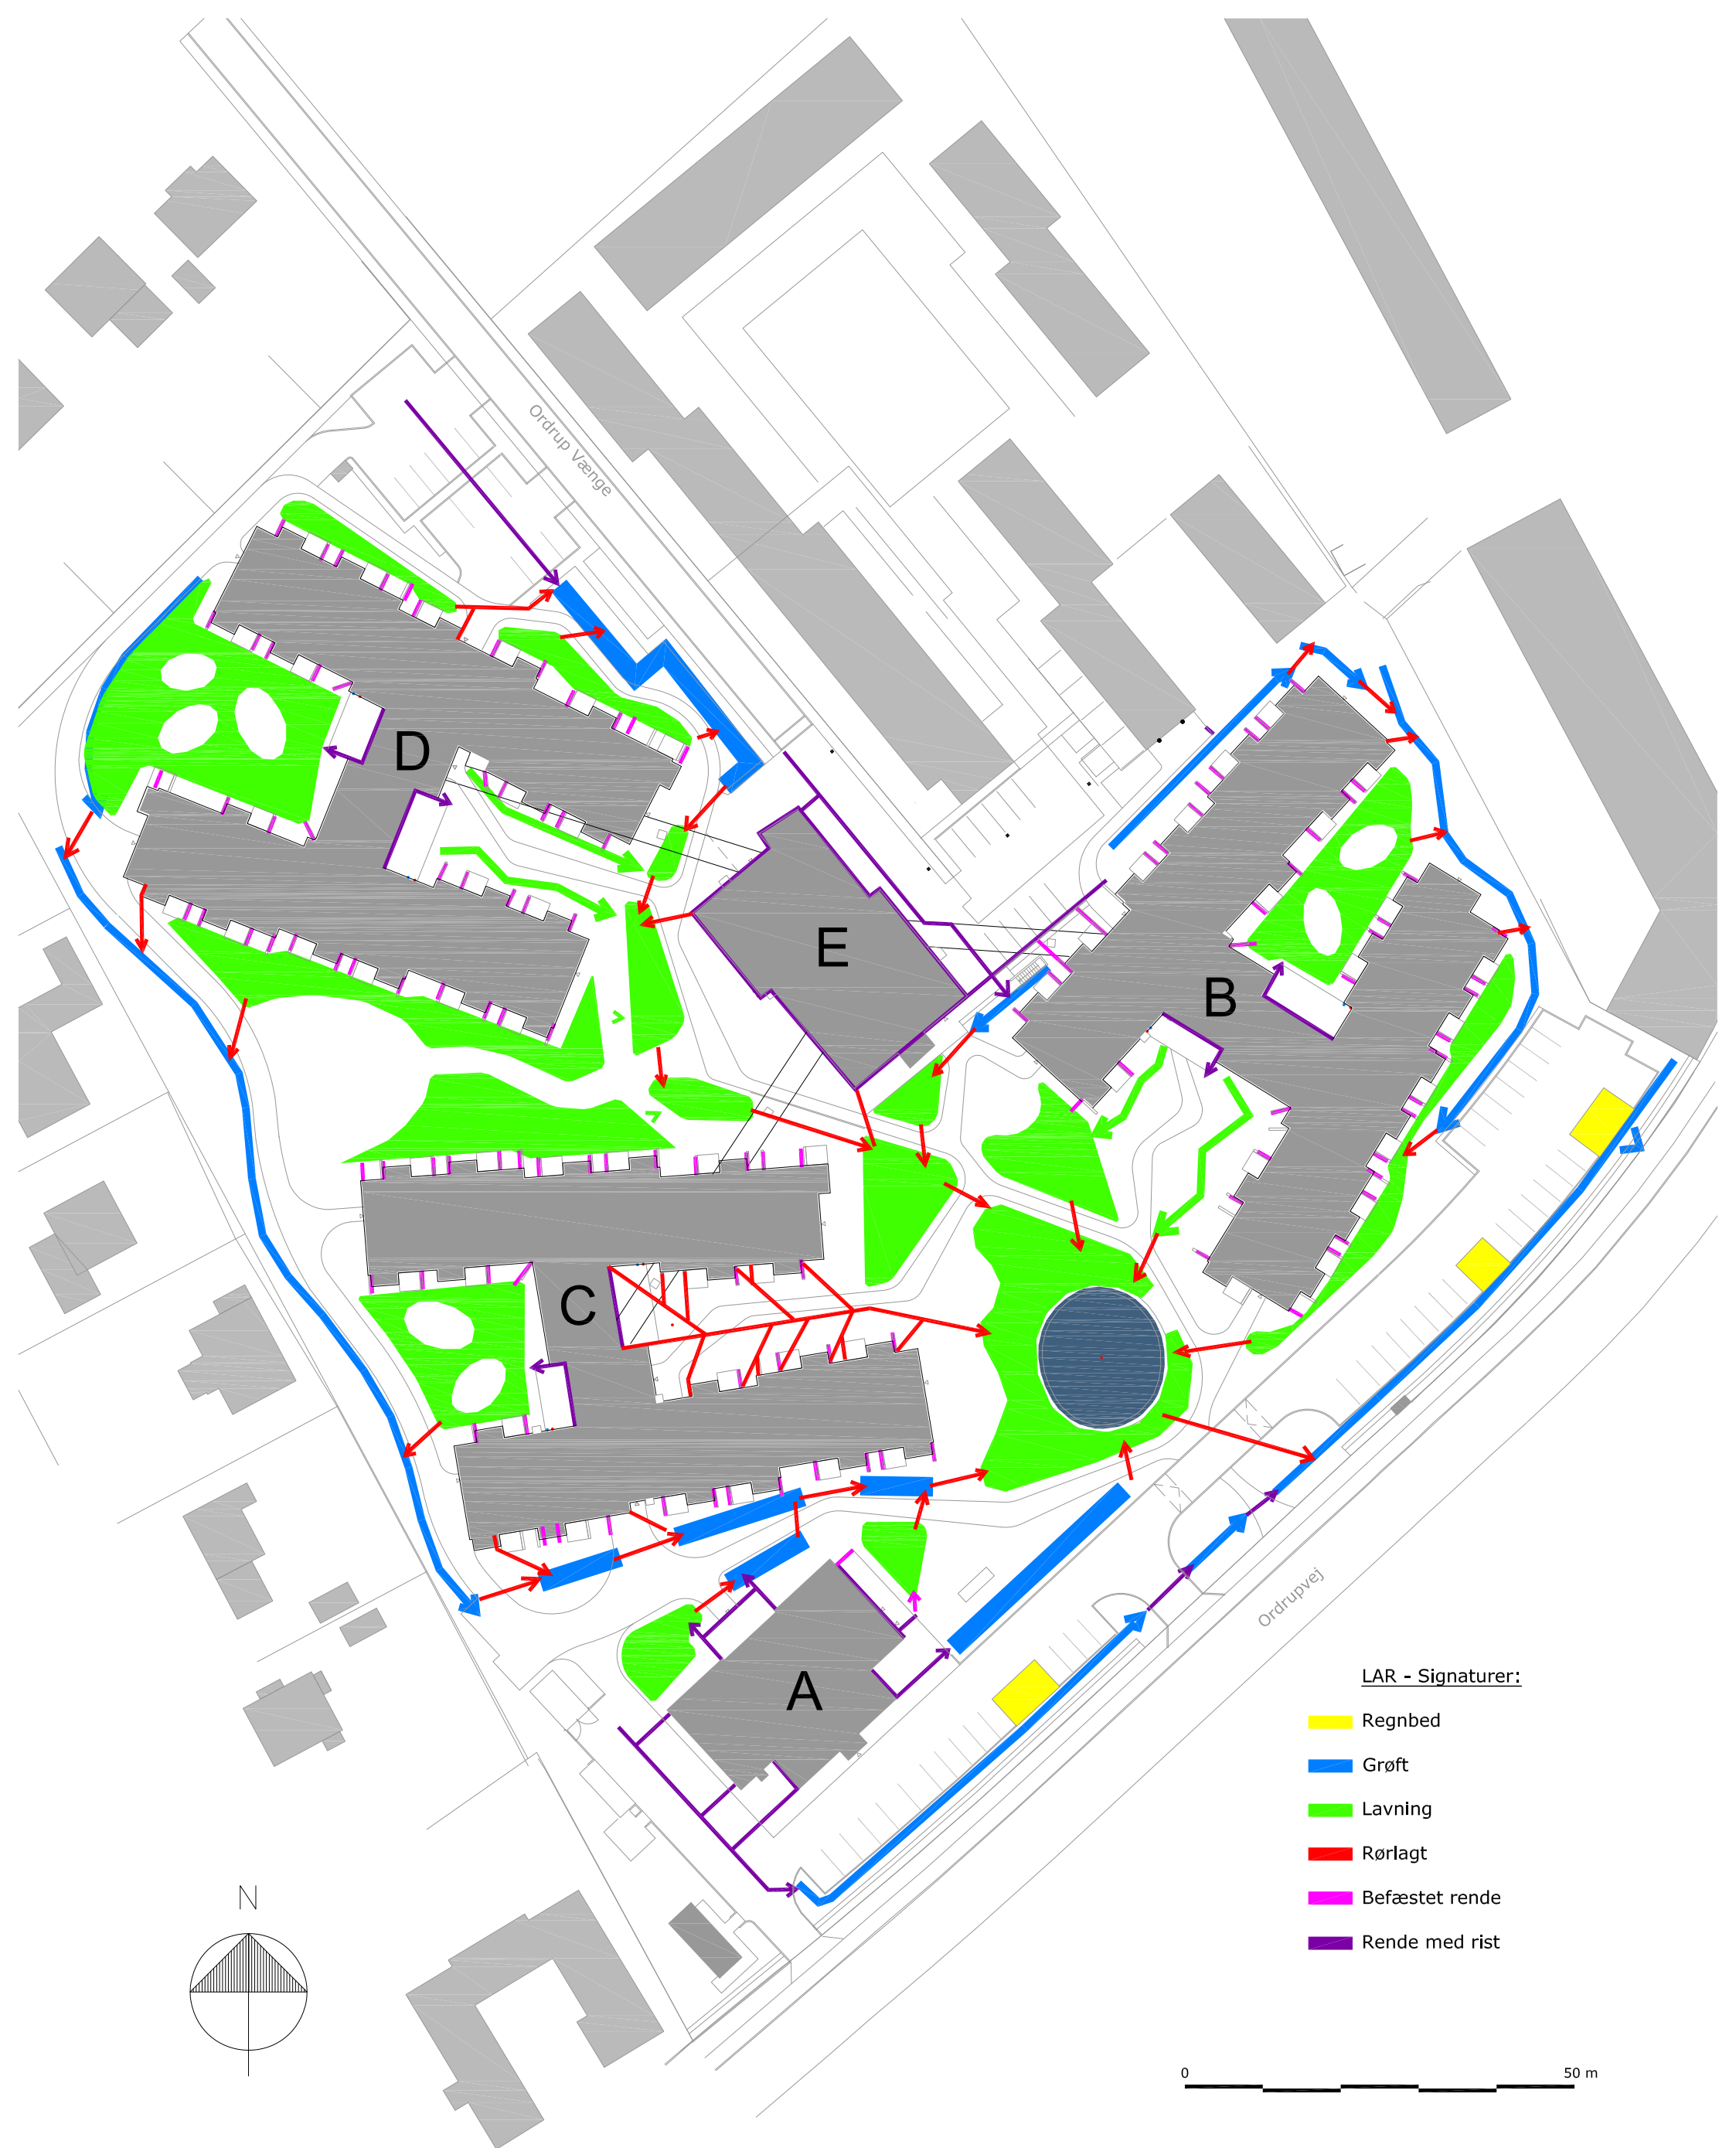 Ordrup Vænge
D
E
B
C
A
Ordrupvej
LAR - Signaturer:
Regnbed
Grøft
Lavning
Rørlagt
Befæstet rende
Rende med rist
N
0 50 m